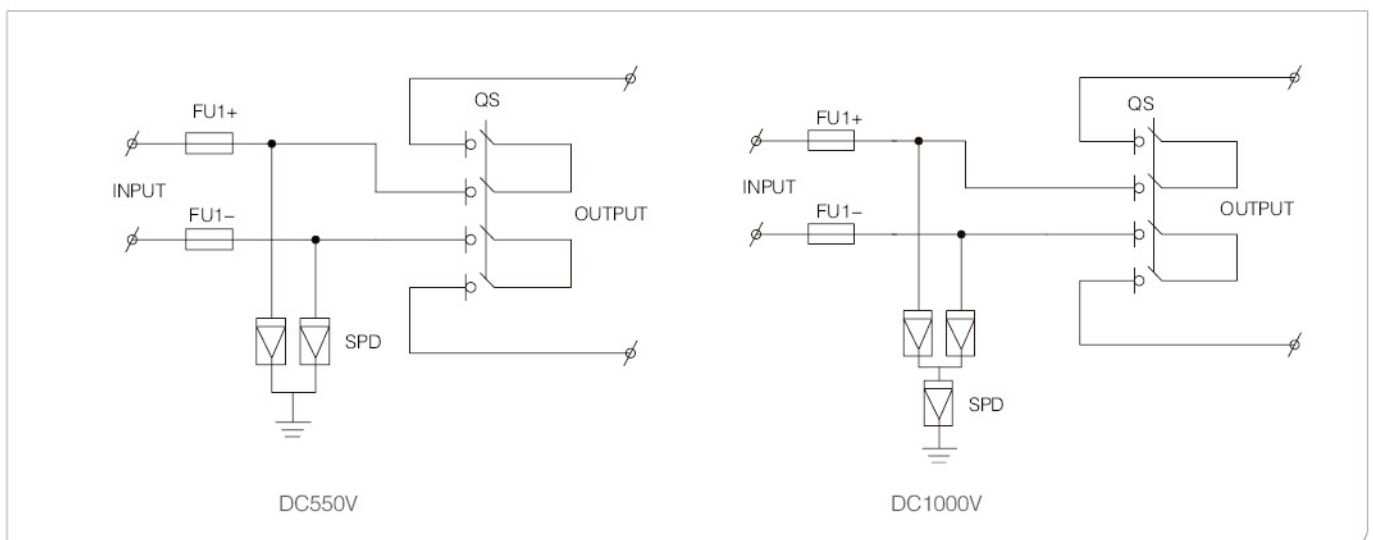 QS
FU1+
INPUT
FU1–
OUTPUT
SPD
DC550V
QS
FU1+
INPUT
FU1–
OUTPUT
SPD
DC1000V